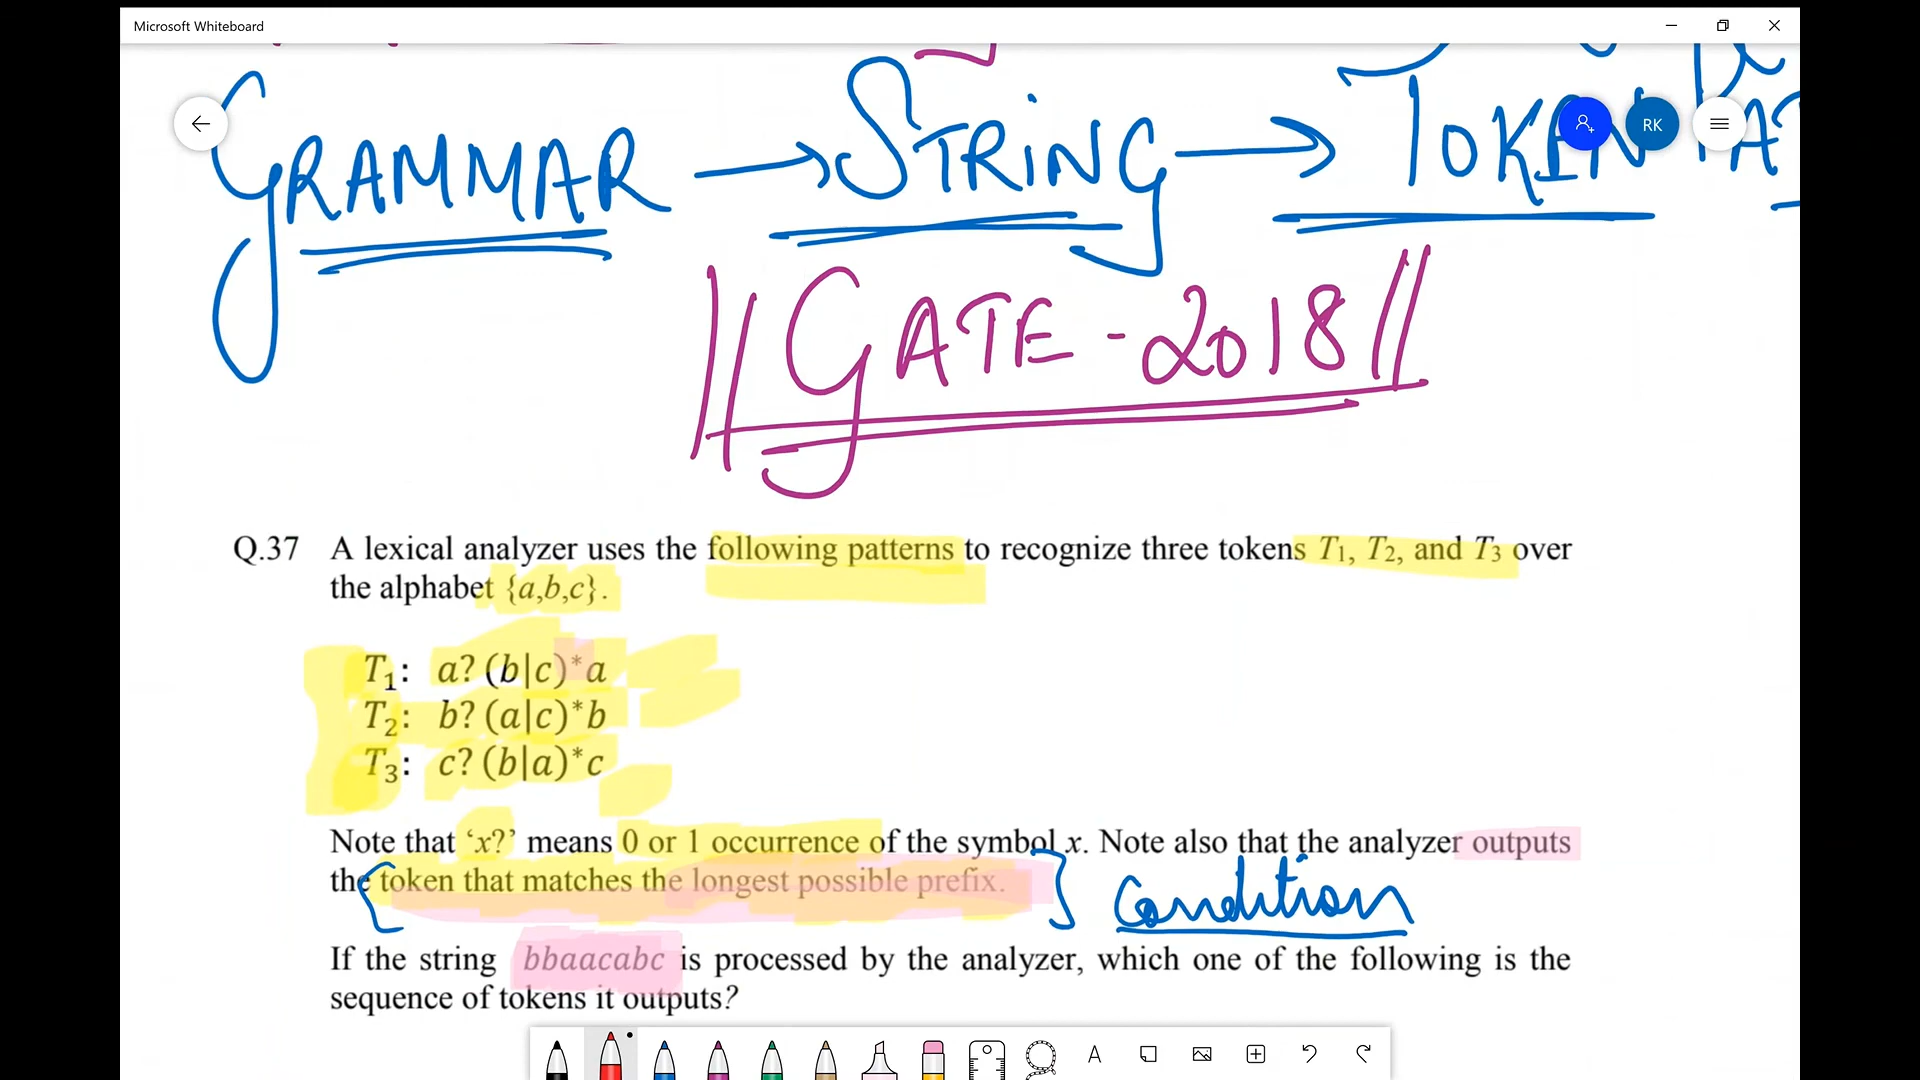 Microsoft Whiteboard
GRAMMAR → STRiNG → TOKEN
RK
|| GATE - 2018 ||
Q.37 A lexical analyzer uses the following patterns to recognize three tokens T1, T2, and T3 over
the alphabet {a,b,c}.
T1: a?(b|c)*a
T2: b?(a|c)*b
T3: c?(b|a)*c
Note that ‘x?’ means 0 or 1 occurrence of the symbol x. Note also that the analyzer outputs
the token that matches the longest possible prefix.
Condition
If the string bbaacabc is processed by the analyzer, which one of the following is the
sequence of tokens it outputs?
A